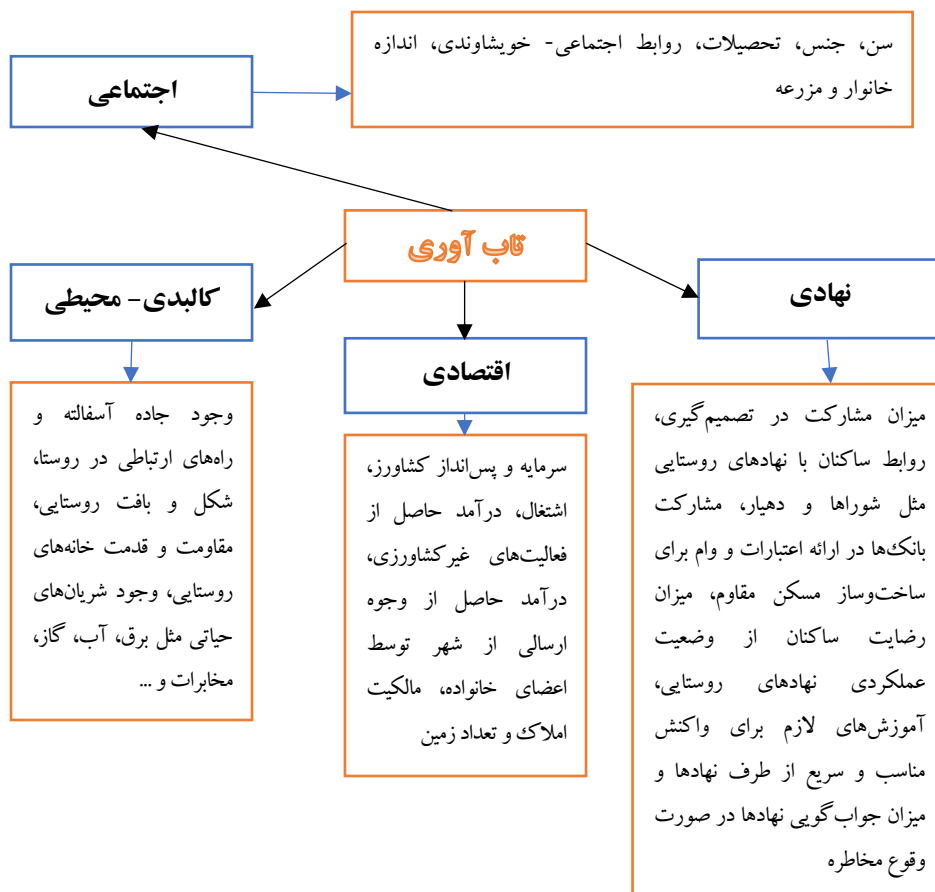 سن، جنس، تحصیلات، روابط اجتماعی- خویشاوندی، اندازه
خانوار و مزرعه
اجتماعی
تاب آوری
نهادی
کالبدی- محیطی
اقتصادی
میزان مشارکت در تصمیم‌گیری،
روابط ساکنان با نهادهای روستایی
مثل شوراها و دهیار، مشارکت
بانک‌ها در ارائه اعتبارات و وام برای
ساخت‌وساز مسکن مقاوم، میزان
رضایت ساکنان از وضعیت
عملکردی نهادهای روستایی،
آموزش‌های لازم برای واکنش
مناسب و سریع از طرف نهادها و
میزان جواب‌گویی نهادها در صورت
وقوع مخاطره
سرمایه و پس‌انداز کشاورز،
اشتغال، درآمد حاصل از
فعالیت‌های غیرکشاورزی،
درآمد حاصل از وجوه
ارسالی از شهر توسط
اعضای خانواده، مالکیت
املاک و تعداد زمین
وجود جاده آسفالته و
راه‌های ارتباطی در روستا،
شکل و بافت روستایی،
مقاومت و قدمت خانه‌های
روستایی، وجود شریان‌های
حیاتی مثل برق، آب، گاز،
مخابرات و ...